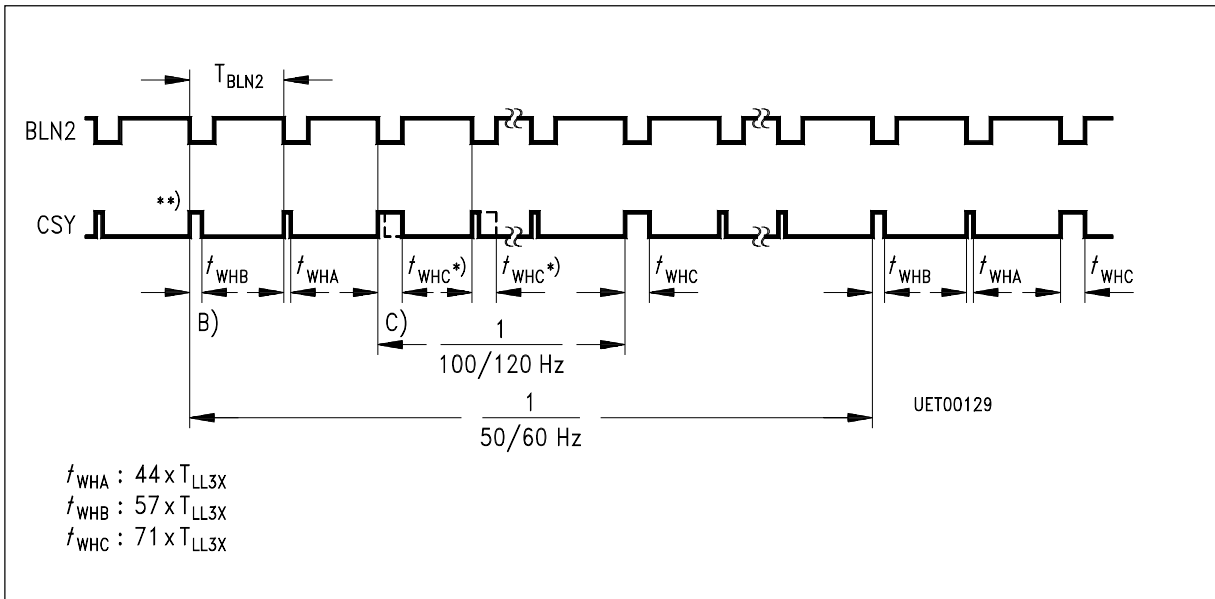 T_BLN2
BLN2
**)
CSY
t_WHB t_WHA t_WHC*) t_WHC*) t_WHC t_WHB t_WHA t_WHC
B) C)
1
100/120 Hz
1
50/60 Hz
UET00129
t_WHA : 44 x T_LL3X
t_WHB : 57 x T_LL3X
t_WHC : 71 x T_LL3X